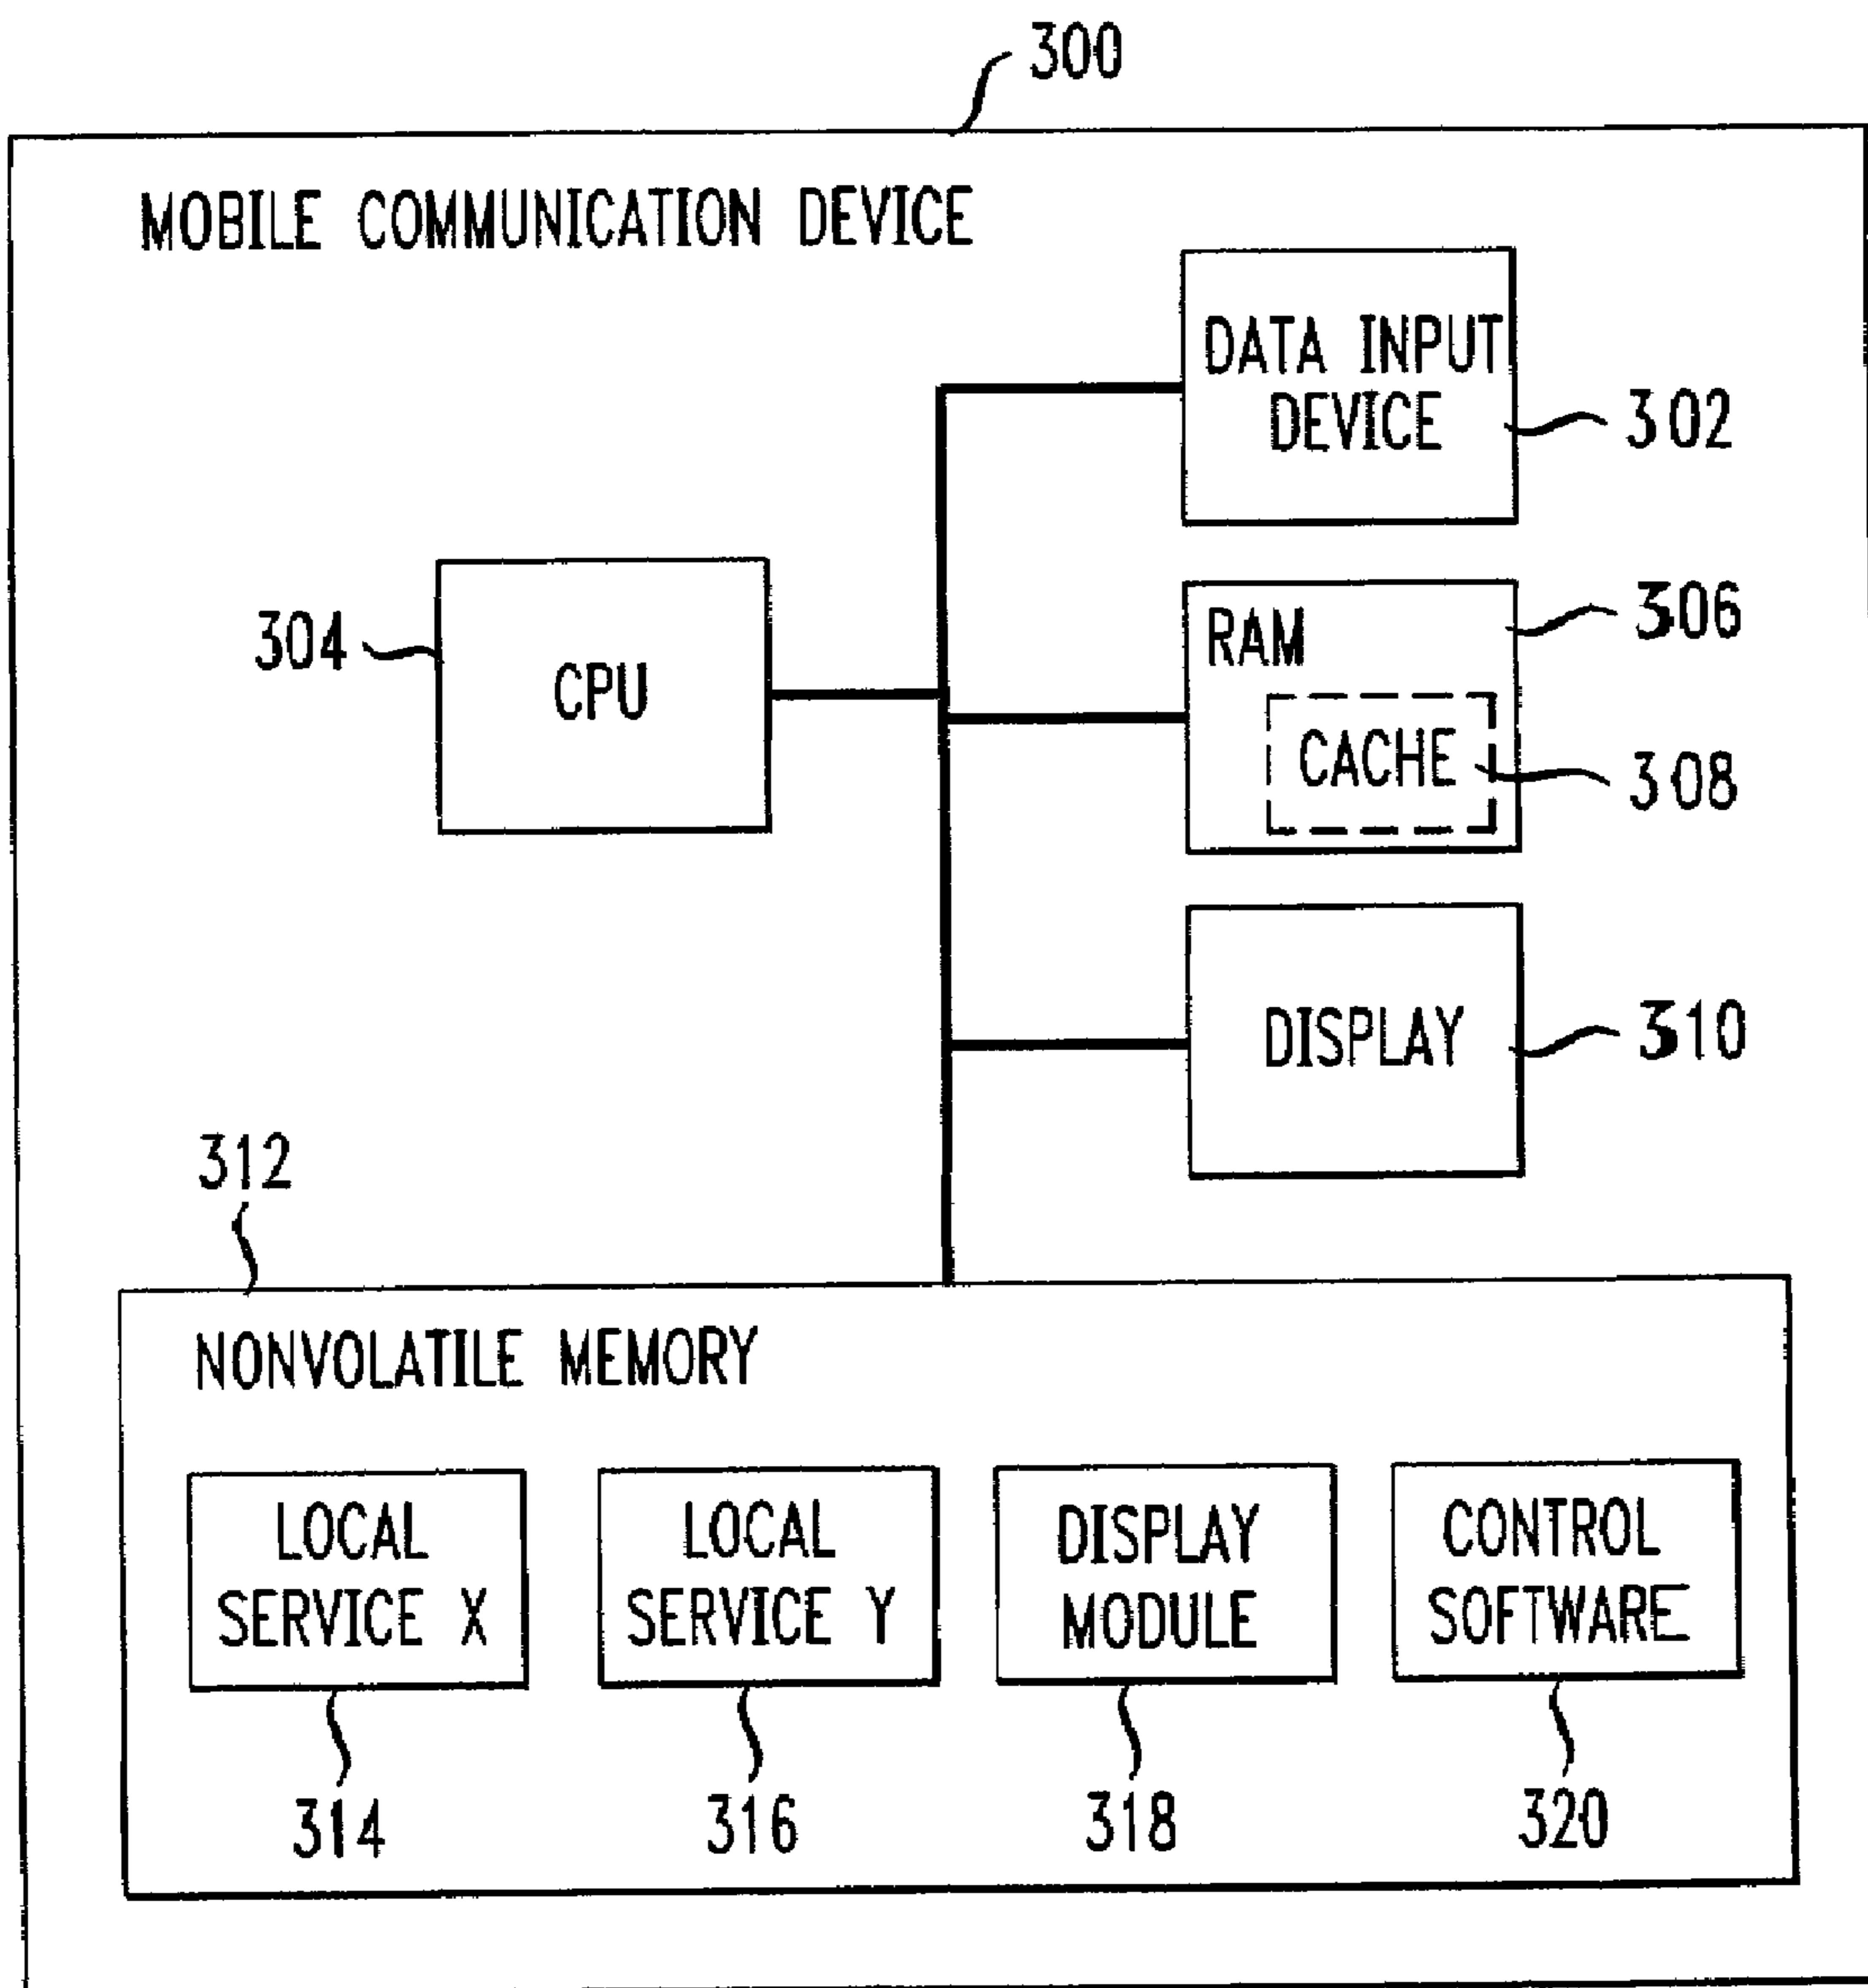 300
MOBILE COMMUNICATION DEVICE
DATA INPUT
DEVICE
302
304
CPU
RAM
306
CACHE
308
DISPLAY
310
312
NONVOLATILE MEMORY
LOCAL
SERVICE X
LOCAL
SERVICE Y
DISPLAY
MODULE
CONTROL
SOFTWARE
314
316
318
320